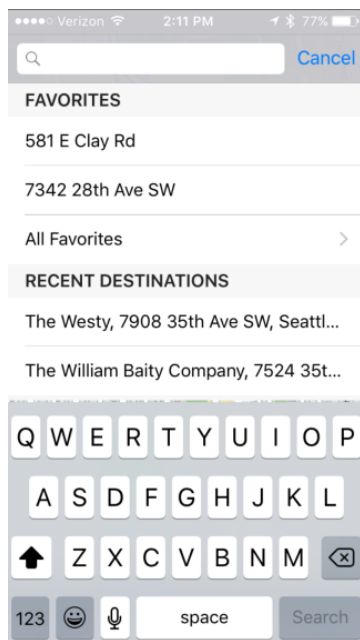 Verizon 2:11 PM 77%
Cancel
FAVORITES
581 E Clay Rd
7342 28th Ave SW
All Favorites
RECENT DESTINATIONS
The Westy, 7908 35th Ave SW, Seattl...
The William Baity Company, 7524 35t...
Q W E R T Y U I O P
A S D F G H J K L
Z X C V B N M
123 space Search